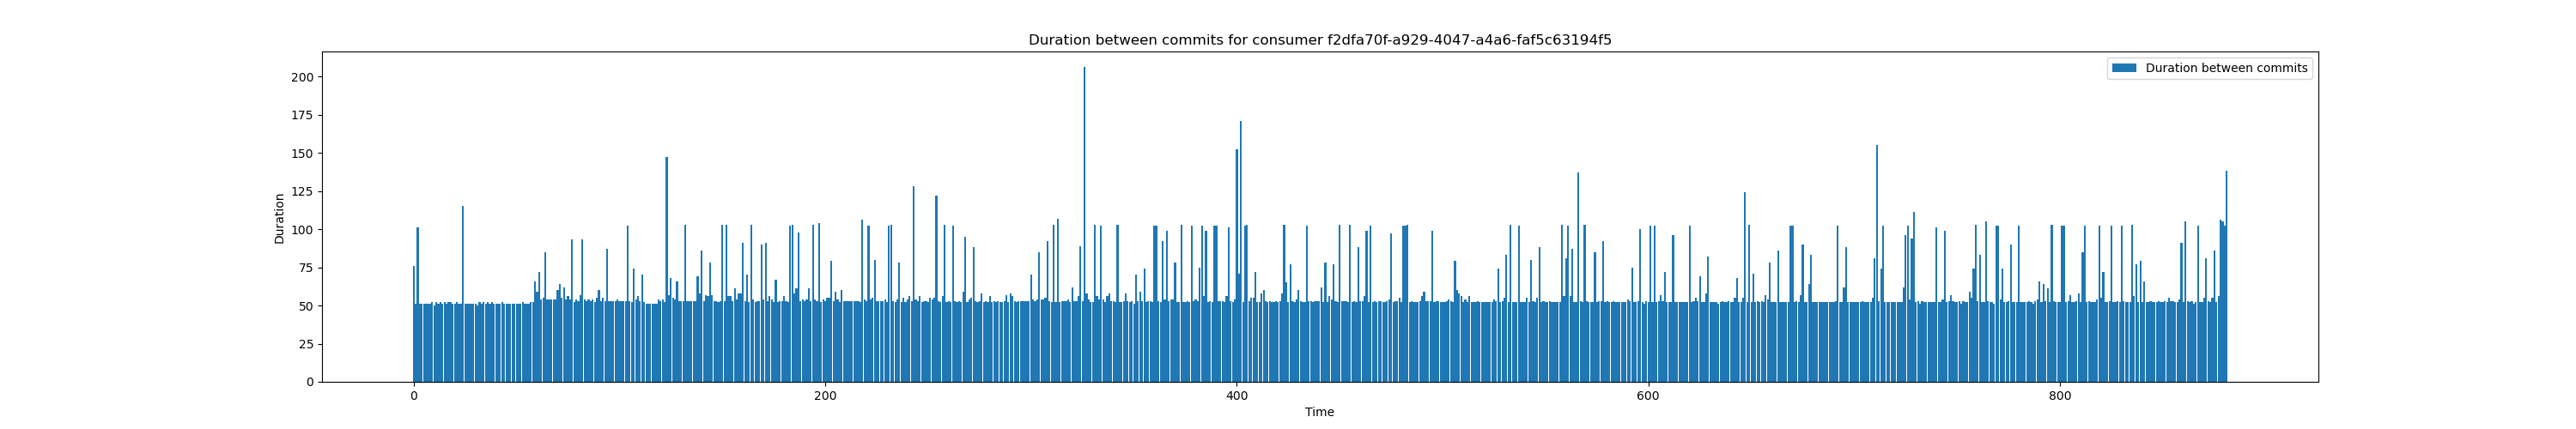 Duration between commits for consumer f2dfa70f-a929-4047-a4a6-faf5c63194f5
Duration between commits
200
175
150
125
100
75
50
25
0
Duration
0 200 400 600 800
Time